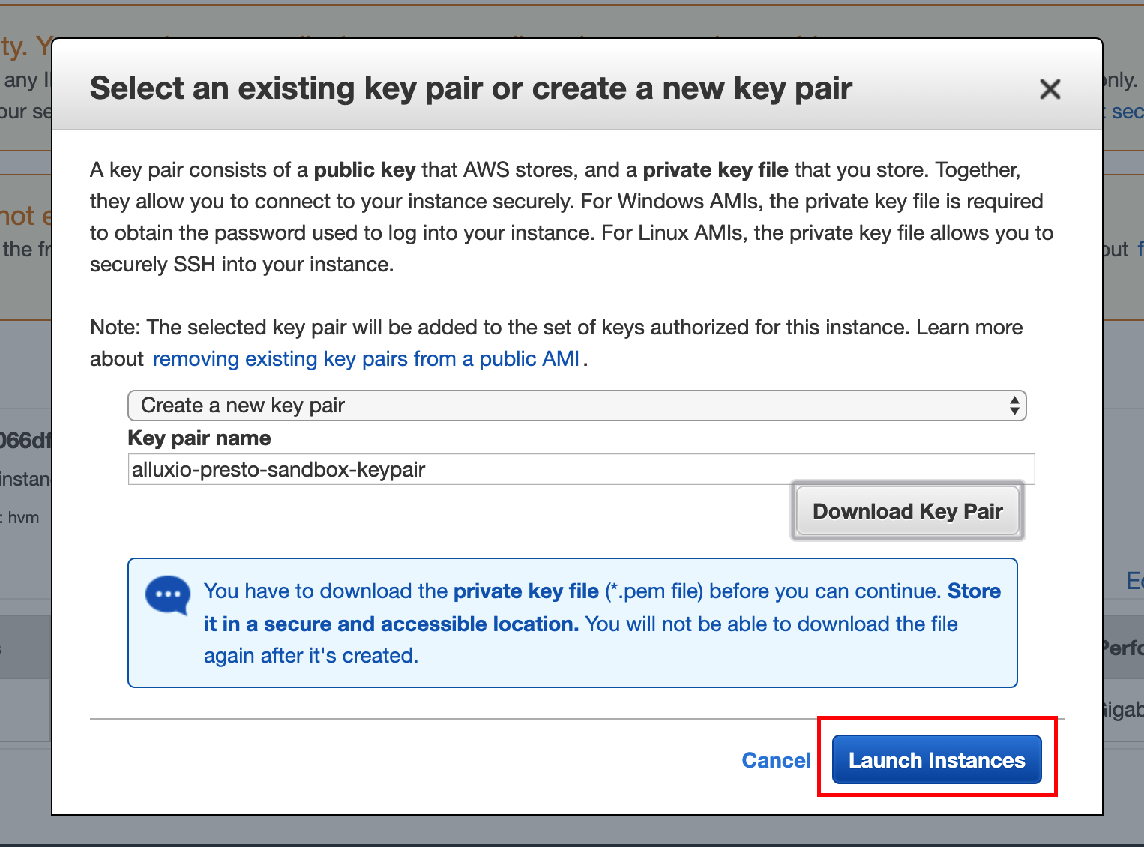 ty. Y
any
our se
only.
sec
Select an existing key pair or create a new key pair
A key pair consists of a public key that AWS stores, and a private key file that you store. Together,
they allow you to connect to your instance securely. For Windows AMIs, the private key file is required
to obtain the password used to log into your instance. For Linux AMIs, the private key file allows you to
securely SSH into your instance.
not e
the fr
out f
Note: The selected key pair will be added to the set of keys authorized for this instance. Learn more
about removing existing key pairs from a public AMI.
Create a new key pair
066df
Key pair name
alluxio-presto-sandbox-keypair
instan
: hvm
Download Key Pair
You have to download the private key file (*.pem file) before you can continue. Store
it in a secure and accessible location. You will not be able to download the file
again after it's created.
Perfo
Gigab
Cancel
Launch Instances